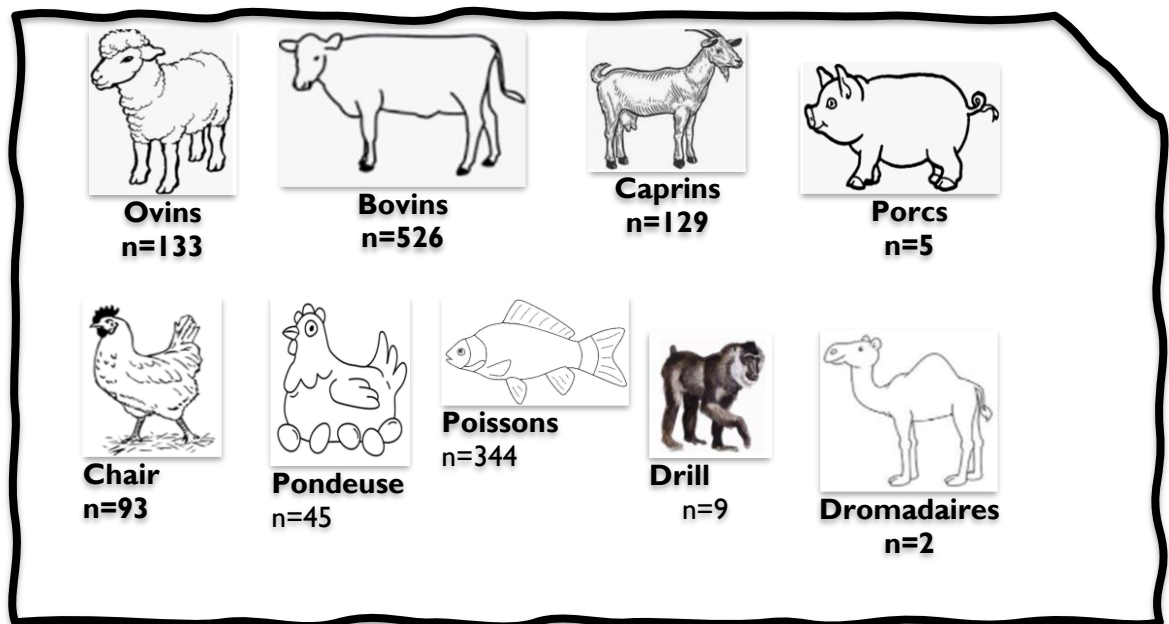 Ovins
n=133
Bovins
n=526
Caprins
n=129
Porcs
n=5
Chair
n=93
Pondeuse
n=45
Poissons
n=344
Drill
n=9
Dromadaires
n=2